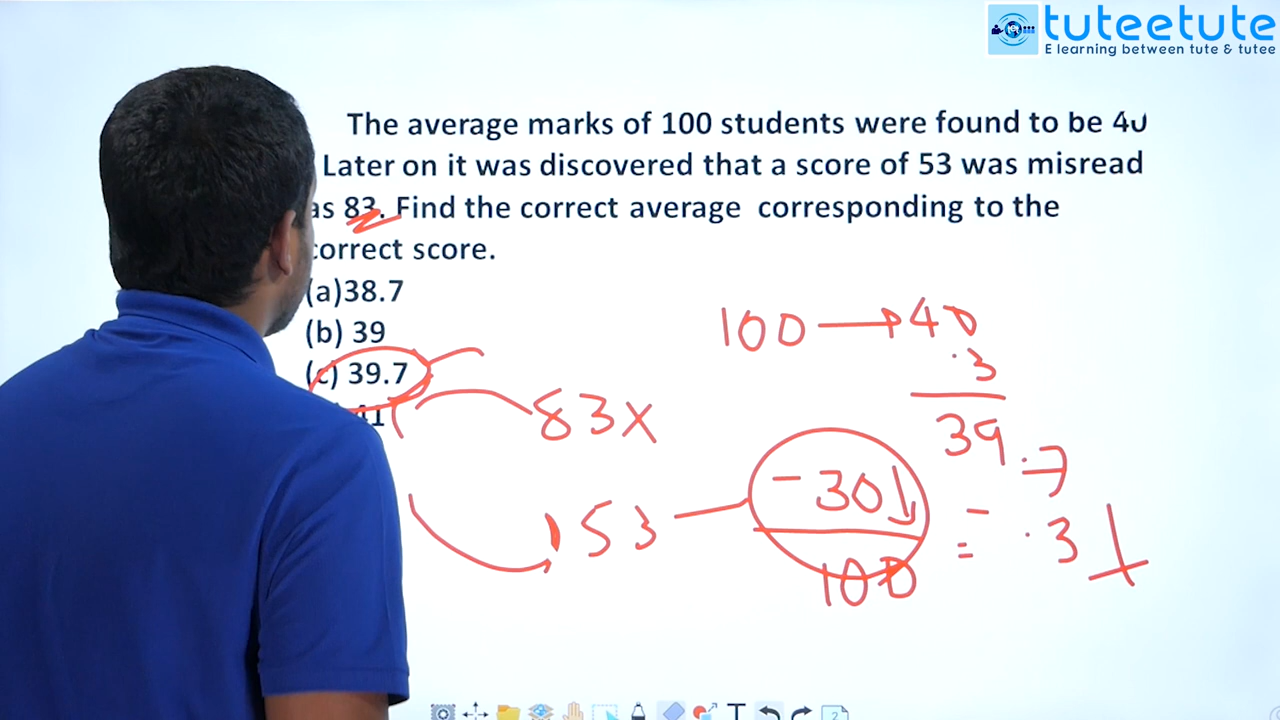 tuteetute
E learning between tute & tutee
The average marks of 100 students were found to be 40
Later on it was discovered that a score of 53 was misread
as 83. Find the correct average corresponding to the
correct score.
(a)38.7
(b) 39
(c) 39.7
41
100 → 40
.3
39.7
83x
53
-30↓
100
= -.3↓
T
2